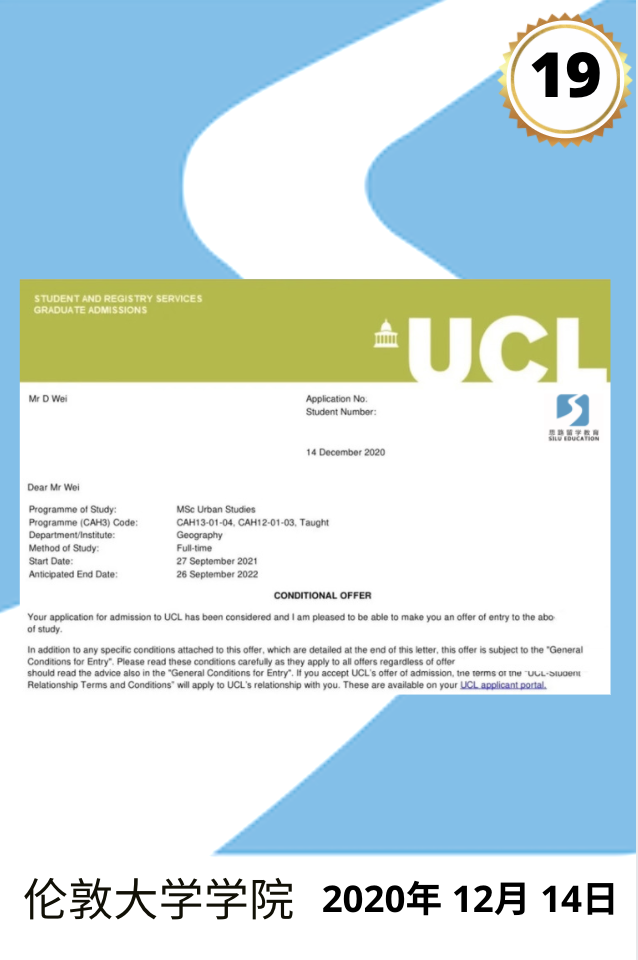 19
STUDENT AND REGISTRY SERVICES
GRADUATE ADMISSIONS
UCL
Mr D Wei
Application No.
Student Number:
思路留学教育
SILU EDUCATION
14 December 2020
Dear Mr Wei
Programme of Study: MSc Urban Studies
Programme (CAH3) Code: CAH13-01-04, CAH12-01-03, Taught
Department/Institute: Geography
Method of Study: Full-time
Start Date: 27 September 2021
Anticipated End Date: 26 September 2022
CONDITIONAL OFFER
Your application for admission to UCL has been considered and I am pleased to be able to make you an offer of entry to the abo
of study.
In addition to any specific conditions attached to this offer, which are detailed at the end of this letter, this offer is subject to the "General
Conditions for Entry". Please read these conditions carefully as they apply to all offers regardless of offer
should read the advice also in the "General Conditions for Entry". If you accept UCL's offer of admission, the terms of the "UCL-Student
Relationship Terms and Conditions" will apply to UCL's relationship with you. These are available on your UCL applicant portal.
伦敦大学学院 2020年 12月 14日